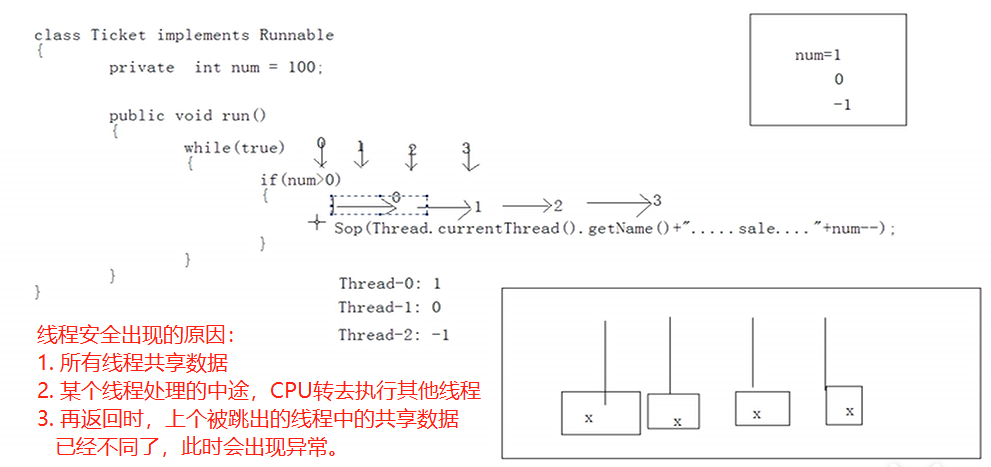 class Ticket implements Runnable
{
private int num = 100;
public void run()
{
while(true)
{
0 1 2 3
if(num>0)
{
0 1 2 3
Sop(Thread.currentThread().getName()+".....sale...."+num--);
}
}
}
}
num=1
0
-1
Thread-0: 1
Thread-1: 0
Thread-2: -1
线程安全出现的原因:
1. 所有线程共享数据
2. 某个线程处理的中途，CPU转去执行其他线程
3. 再返回时，上个被跳出的线程中的共享数据
已经不同了，此时会出现异常。
x x x x